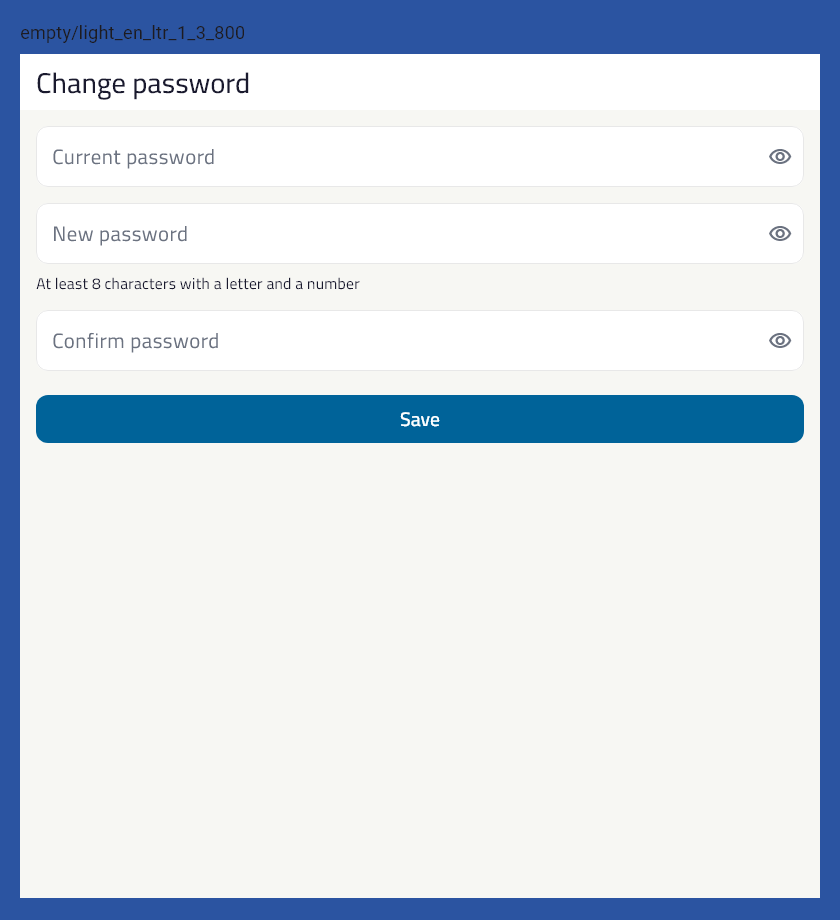 empty/light_en_ltr_1_3_800
Change password
Current password
New password
At least 8 characters with a letter and a number
Confirm password
Save